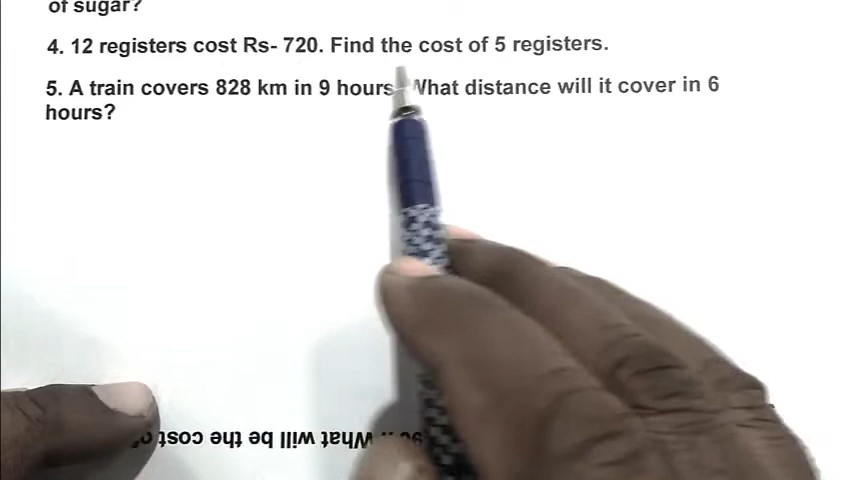 of sugar?
4. 12 registers cost Rs- 720. Find the cost of 5 registers.
5. A train covers 828 km in 9 hours What distance will it cover in 6
hours?
What will be the cost of